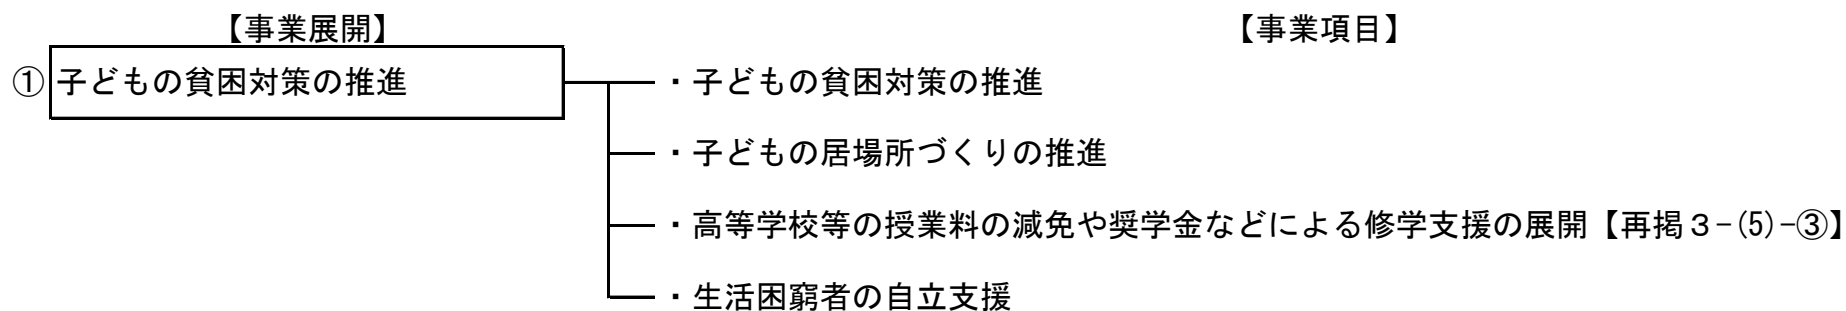 【事業展開】 【事業項目】
①子どもの貧困対策の推進 ・子どもの貧困対策の推進
・子どもの居場所づくりの推進
・高等学校等の授業料の減免や奨学金などによる修学支援の展開【再掲３-(5)-③】
・生活困窮者の自立支援